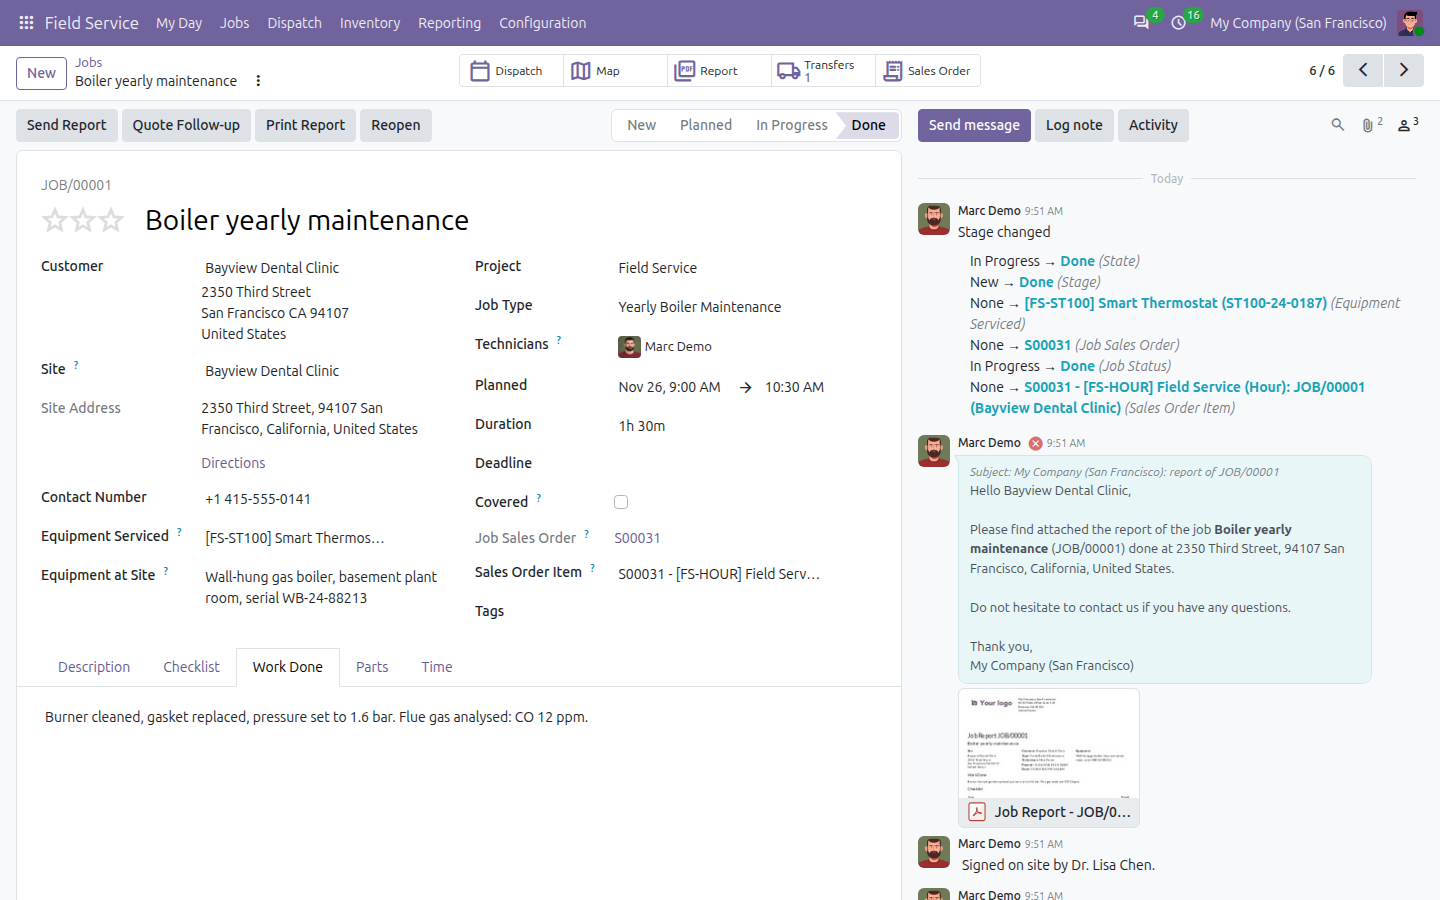 Field Service
My Day
Jobs
Dispatch
Inventory
Reporting
Configuration
4
16
My Company (San Francisco)
New
Jobs
Boiler yearly maintenance
Dispatch
Map
Report
Transfers
1
Sales Order
6 / 6
Send Report
Quote Follow-up
Print Report
Reopen
New
Planned
In Progress
Done
Send message
Log note
Activity
2
3
JOB/00001
Boiler yearly maintenance
Customer
Bayview Dental Clinic
2350 Third Street
San Francisco CA 94107
United States
Site ?
Bayview Dental Clinic
Site Address
2350 Third Street, 94107 San
Francisco, California, United States
Directions
Contact Number
+1 415-555-0141
Equipment Serviced ?
[FS-ST100] Smart Thermos...
Equipment at Site ?
Wall-hung gas boiler, basement plant
room, serial WB-24-88213
Project
Field Service
Job Type
Yearly Boiler Maintenance
Technicians ?
Marc Demo
Planned
Nov 26, 9:00 AM → 10:30 AM
Duration
1h 30m
Deadline
Covered ?
Job Sales Order ?
S00031
Sales Order Item ?
S00031 - [FS-HOUR] Field Serv...
Tags
Description
Checklist
Work Done
Parts
Time
Burner cleaned, gasket replaced, pressure set to 1.6 bar. Flue gas analysed: CO 12 ppm.
Today
Marc Demo 9:51 AM
Stage changed
In Progress → Done (State)
New → Done (Stage)
None → [FS-ST100] Smart Thermostat (ST100-24-0187) (Equipment
Serviced)
None → S00031 (Job Sales Order)
In Progress → Done (Job Status)
None → S00031 - [FS-HOUR] Field Service (Hour): JOB/00001
(Bayview Dental Clinic) (Sales Order Item)
Marc Demo 9:51 AM
Subject: My Company (San Francisco): report of JOB/00001
Hello Bayview Dental Clinic,
Please find attached the report of the job Boiler yearly
maintenance (JOB/00001) done at 2350 Third Street, 94107 San
Francisco, California, United States.
Do not hesitate to contact us if you have any questions.
Thank you,
My Company (San Francisco)
Your logo
Job Report JOB/00001
Boiler yearly maintenance
Work Done
Checklist
PDF
Job Report - JOB/0...
Marc Demo 9:51 AM
Signed on site by Dr. Lisa Chen.
Marc Demo 9:51 AM